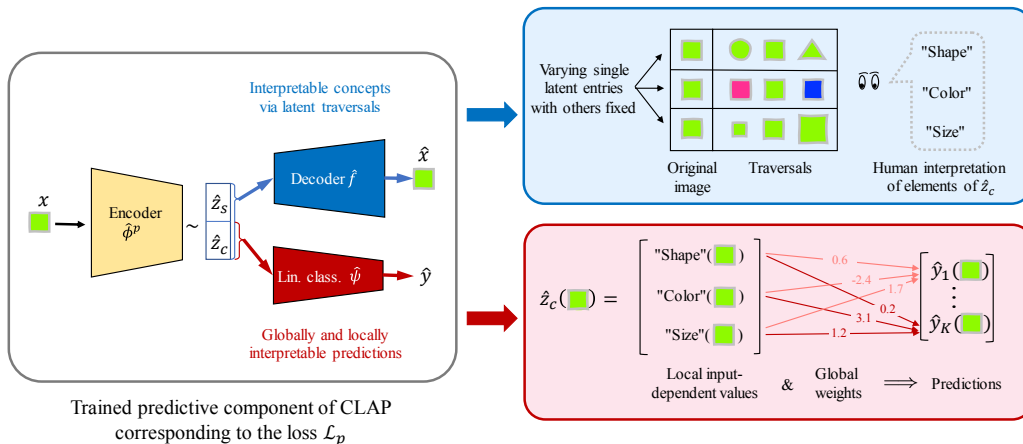 Interpretable concepts
via latent traversals
x
Encoder
φ̂ᵖ
~
ẑ_s
ẑ_c
Decoder f̂
x̂
Lin. class. ψ̂
ŷ
Globally and locally
interpretable predictions
Trained predictive component of CLAP
corresponding to the loss ℒ_p
Varying single
latent entries
with others fixed
Original
image
Traversals
"Shape"
"Color"
"Size"
Human interpretation
of elements of ẑ_c
ẑ_c( ) =
"Shape"( )
"Color"( )
"Size"( )
0.6
-2.4
1.7
0.2
3.1
1.2
ŷ₁( )
⋮
ŷ_K( )
Local input-
dependent values
&
Global
weights
⟹
Predictions